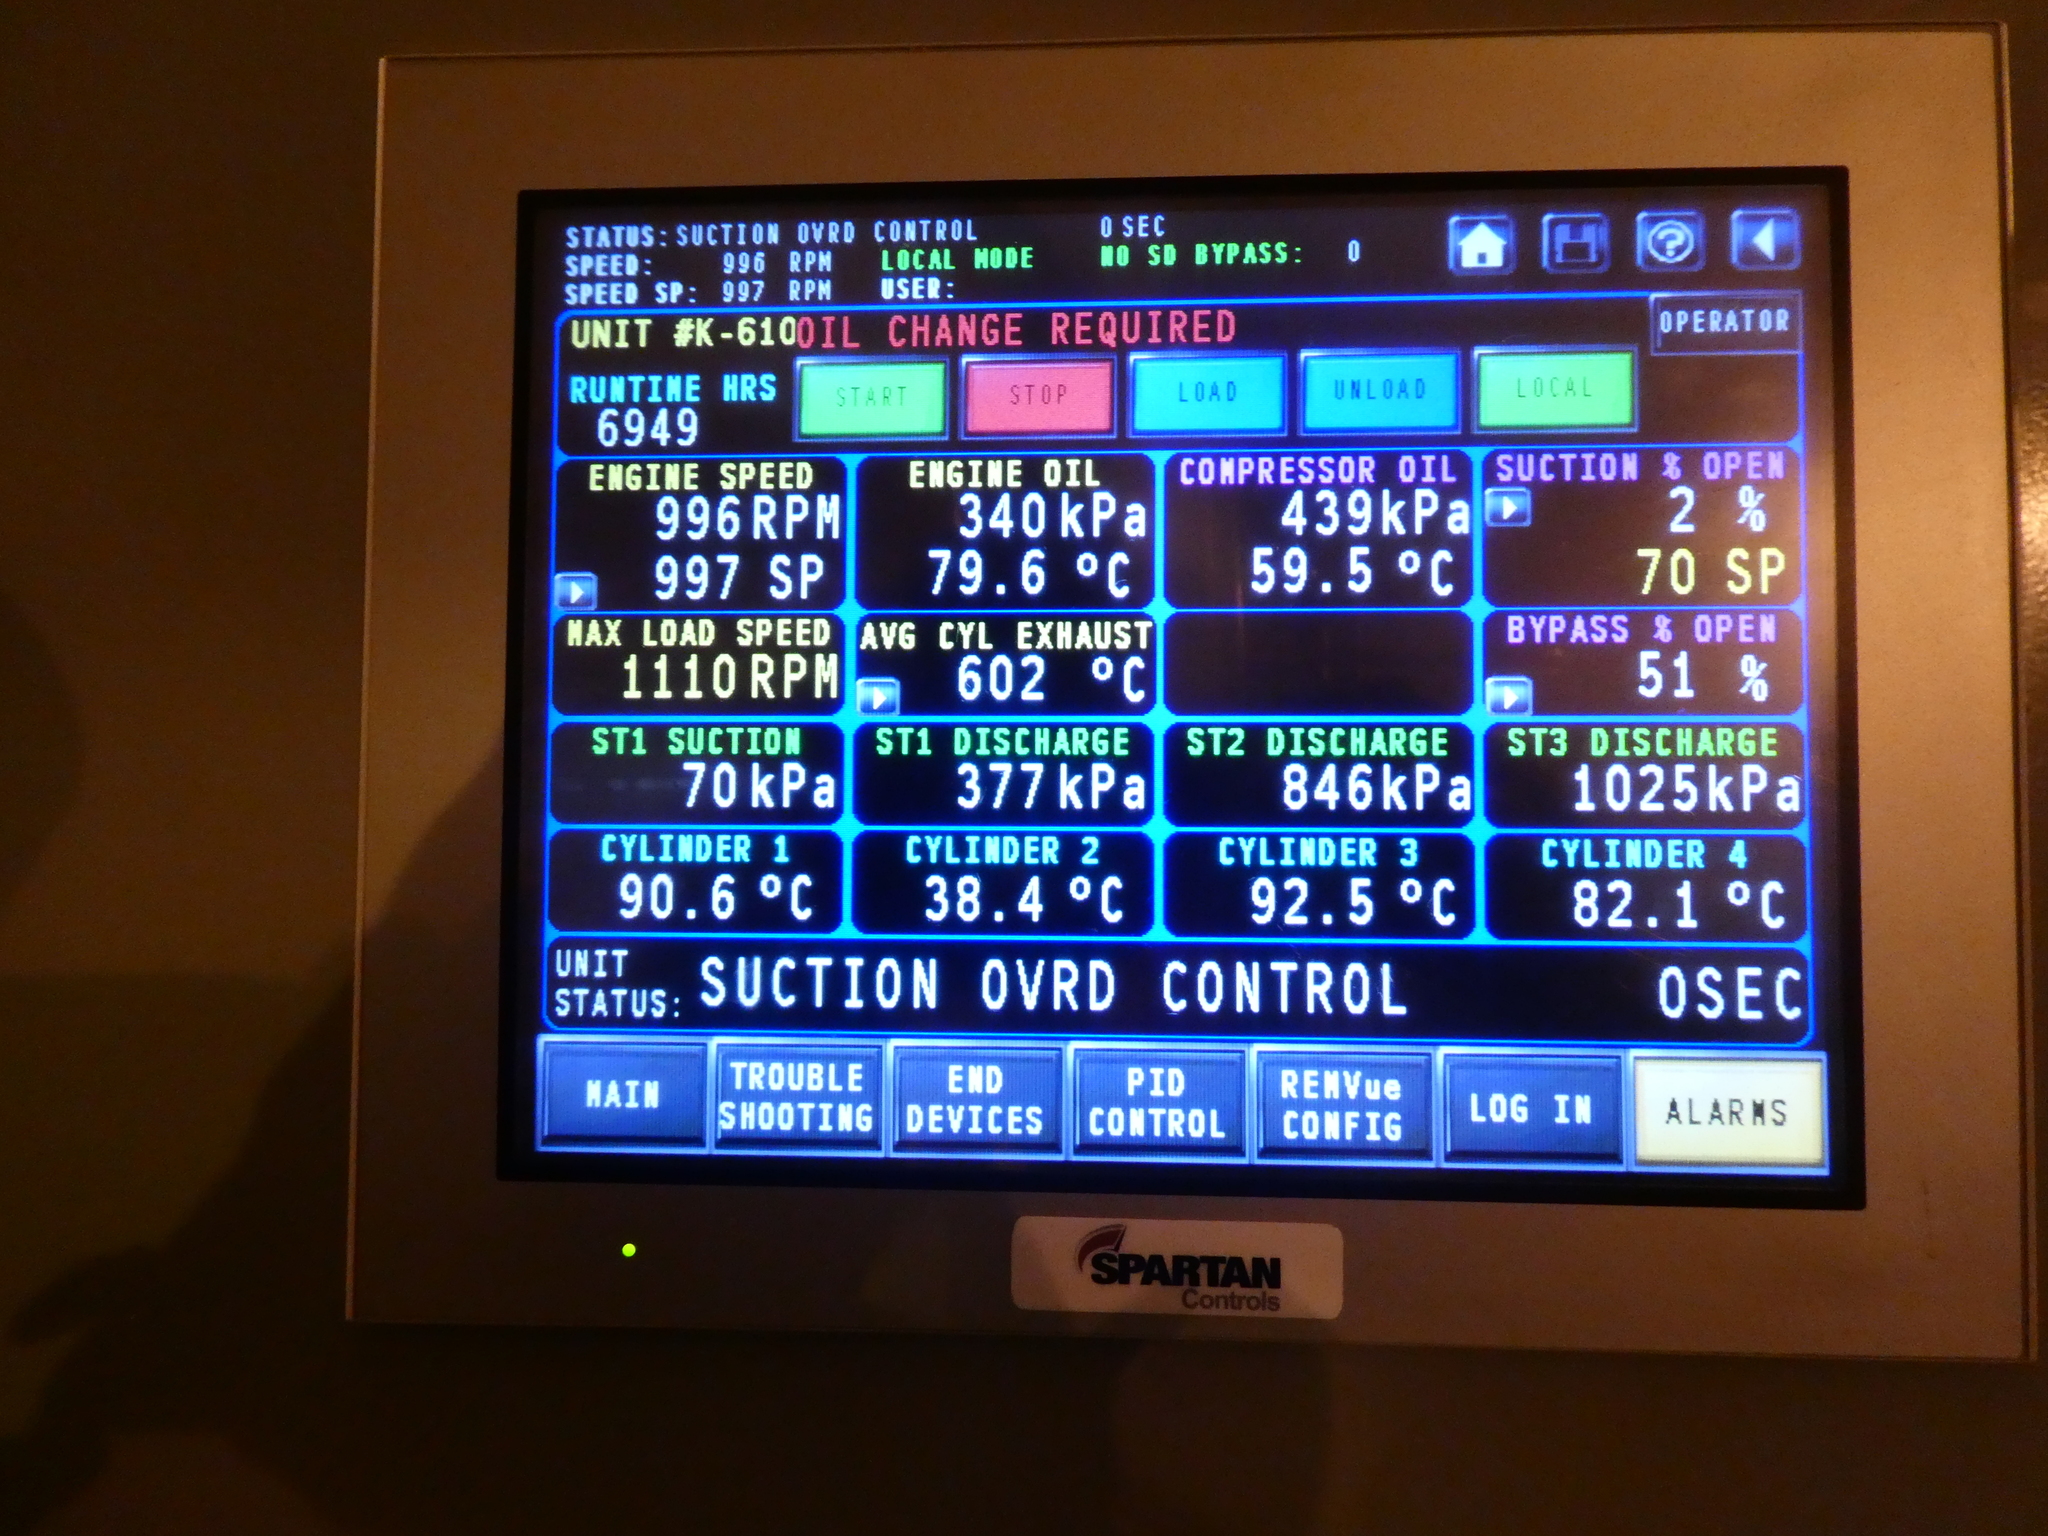 STATUS: SUCTION OVRD CONTROL 0 SEC
SPEED: 996 RPM LOCAL MODE NO SD BYPASS: 0
SPEED SP: 997 RPM USER:
UNIT #K-610 OIL CHANGE REQUIRED OPERATOR
RUNTIME HRS START STOP LOAD UNLOAD LOCAL
6949
ENGINE SPEED ENGINE OIL COMPRESSOR OIL SUCTION % OPEN
996 RPM 340 kPa 439 kPa 2 %
997 SP 79.6 °C 59.5 °C 70 SP
MAX LOAD SPEED AVG CYL EXHAUST BYPASS % OPEN
1110 RPM 602 °C 51 %
ST1 SUCTION ST1 DISCHARGE ST2 DISCHARGE ST3 DISCHARGE
70 kPa 377 kPa 846 kPa 1025 kPa
CYLINDER 1 CYLINDER 2 CYLINDER 3 CYLINDER 4
90.6 °C 38.4 °C 92.5 °C 82.1 °C
UNIT
STATUS: SUCTION OVRD CONTROL 0SEC
MAIN
TROUBLE
SHOOTING
END
DEVICES
PID
CONTROL
REMVue
CONFIG
LOG IN
ALARMS
SPARTAN
Controls